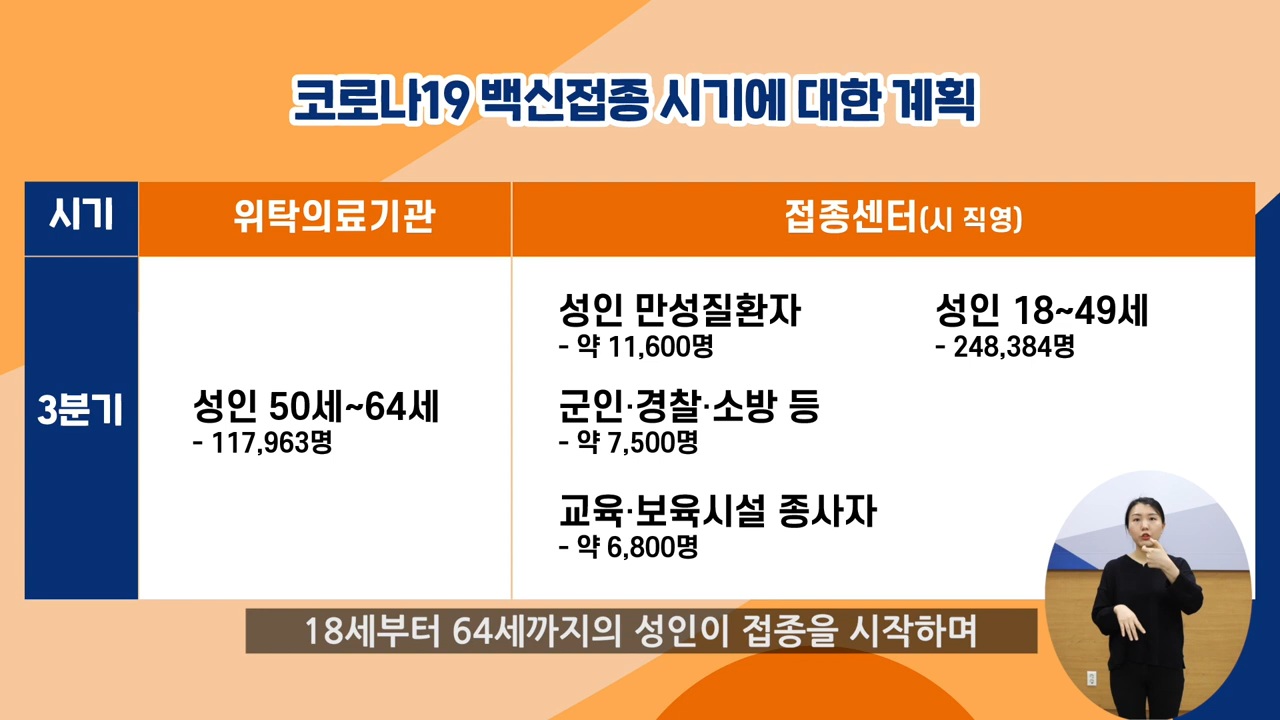 코로나19 백신접종 시기에 대한 계획
시기
위탁의료기관
접종센터(시 직영)
3분기
성인 50세~64세
- 117,963명
성인 만성질환자
- 약 11,600명
성인 18~49세
- 248,384명
군인·경찰·소방 등
- 약 7,500명
교육·보육시설 종사자
- 약 6,800명
18세부터 64세까지의 성인이 접종을 시작하며